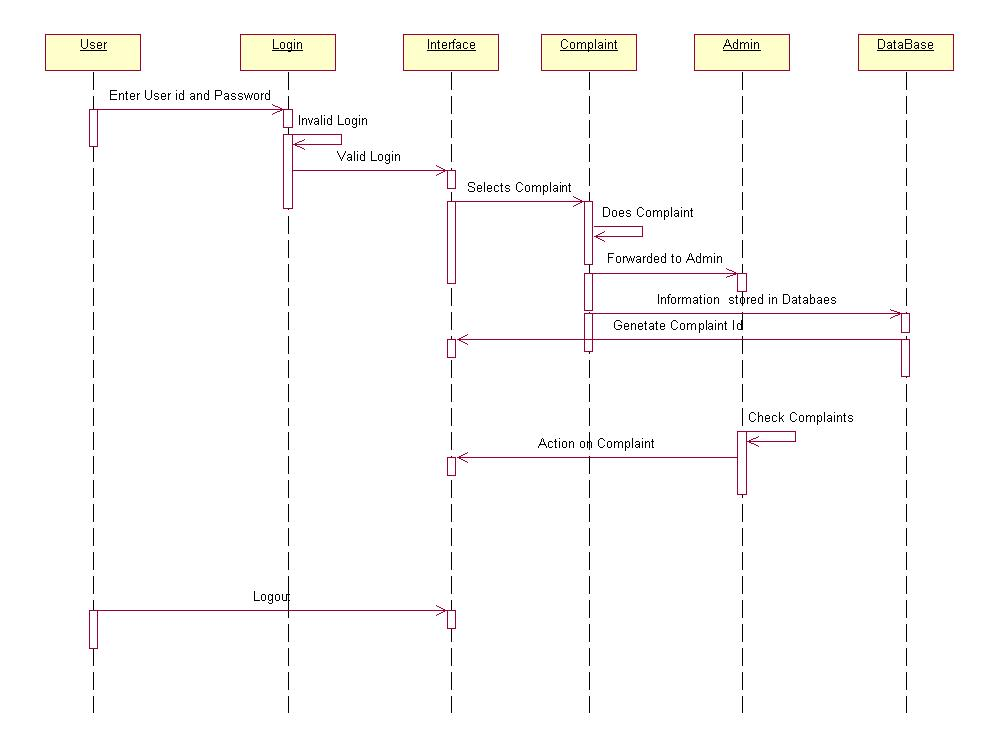 User
Login
Interface
Complaint
Admin
DataBase
Enter User id and Password
Invalid Login
Valid Login
Selects Complaint
Does Complaint
Forwarded to Admin
Information stored in Databaes
Genetate Complaint Id
Check Complaints
Action on Complaint
Logout